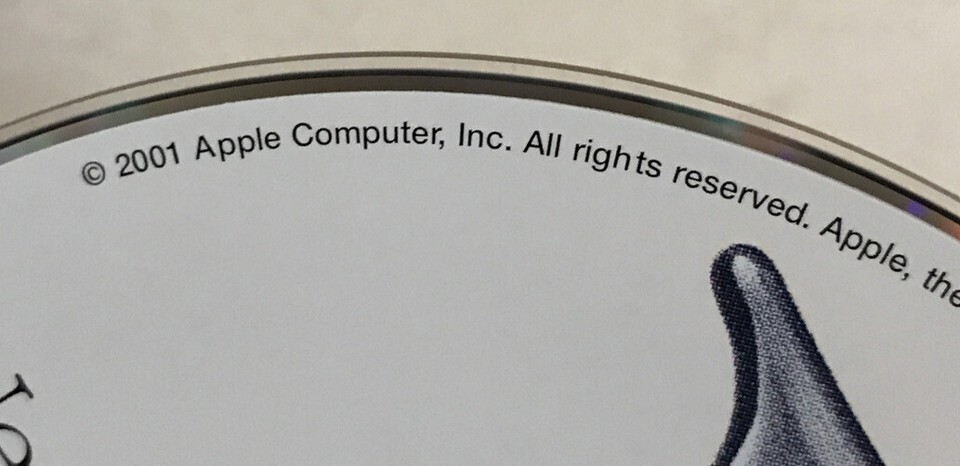 © 2001 Apple Computer, Inc. All rights reserved. Apple, the